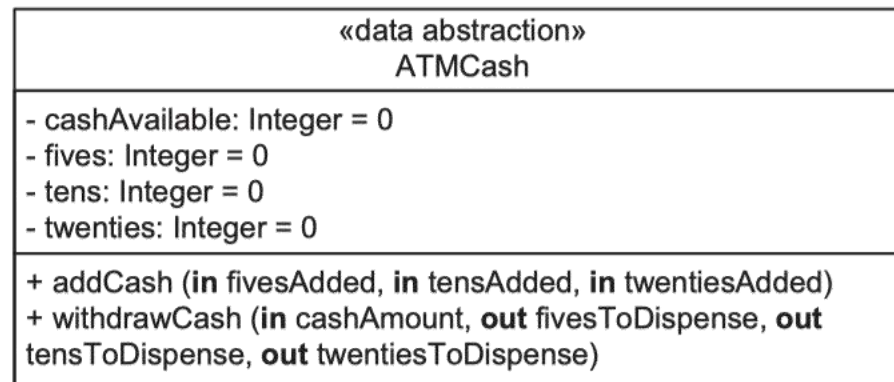 «data abstraction»
ATMCash
- cashAvailable: Integer = 0
- fives: Integer = 0
- tens: Integer = 0
- twenties: Integer = 0
+ addCash (in fivesAdded, in tensAdded, in twentiesAdded)
+ withdrawCash (in cashAmount, out fivesToDispense, out
tensToDispense, out twentiesToDispense)